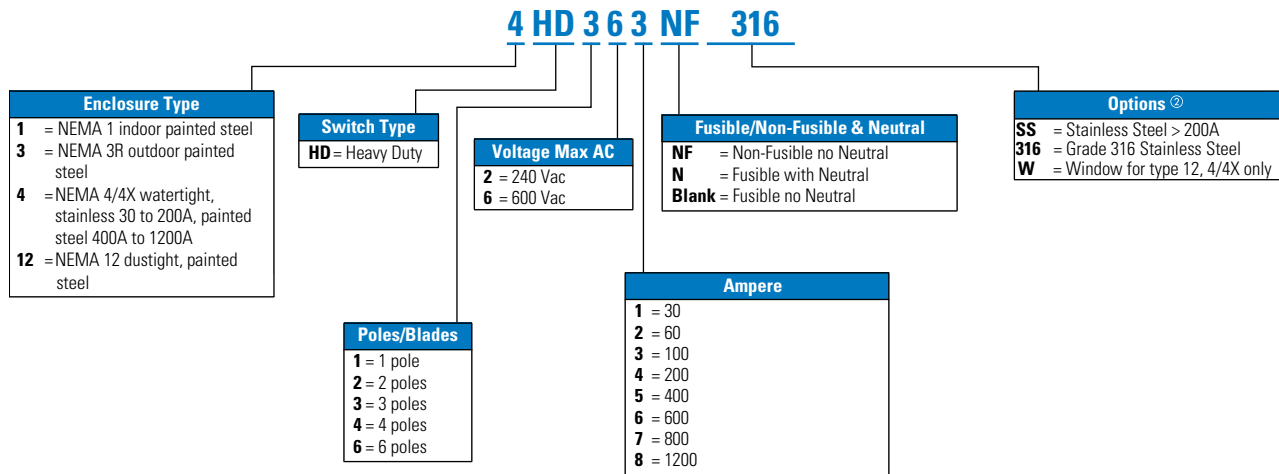 4 HD 3 6 3 NF 316
Enclosure Type
1 = NEMA 1 indoor painted steel
3 = NEMA 3R outdoor painted
steel
4 =NEMA 4/4X watertight,
stainless 30 to 200A, painted
steel 400A to 1200A
12 =NEMA 12 dustight, painted
steel
Switch Type
HD= Heavy Duty
Poles/Blades
1 = 1 pole
2 = 2 poles
3 = 3 poles
4 = 4 poles
6 = 6 poles
Voltage Max AC
2 = 240 Vac
6 = 600 Vac
Ampere
1 = 30
2 = 60
3 = 100
4 = 200
5 = 400
6 = 600
7 = 800
8 = 1200
Fusible/Non-Fusible & Neutral
NF = Non-Fusible no Neutral
N = Fusible with Neutral
Blank = Fusible no Neutral
Options ②
SS = Stainless Steel > 200A
316 = Grade 316 Stainless Steel
W = Window for type 12, 4/4X only